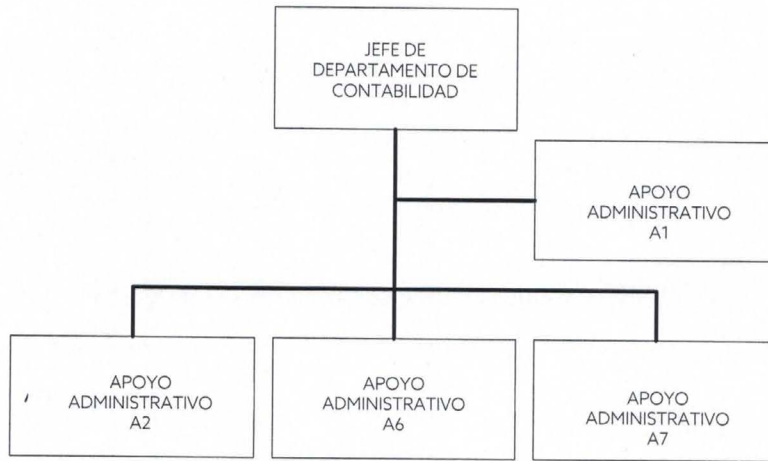 JEFE DE
DEPARTAMENTO DE
CONTABILIDAD
APOYO
ADMINISTRATIVO
A1
APOYO
ADMINISTRATIVO
A2
APOYO
ADMINISTRATIVO
A6
APOYO
ADMINISTRATIVO
A7